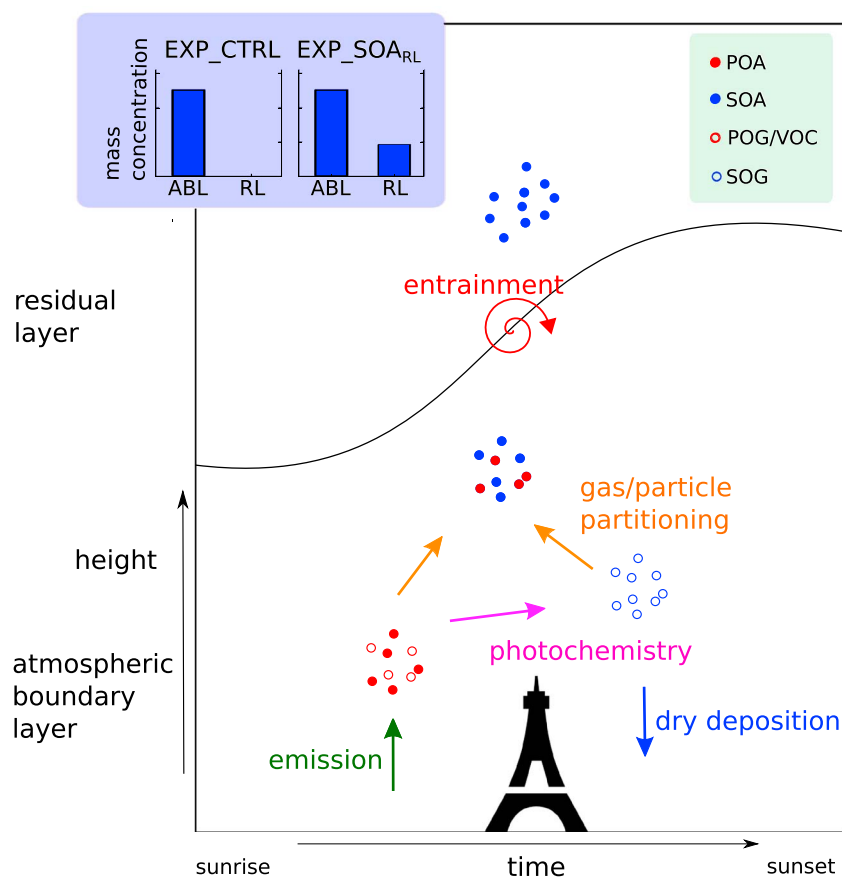 EXP_CTRL
EXP_SOA_RL
mass
concentration
ABL RL
ABL RL
POA
SOA
POG/VOC
SOG
entrainment
residual
layer
gas/particle
partitioning
height
photochemistry
atmospheric
boundary
layer
dry deposition
emission
sunrise
time
sunset